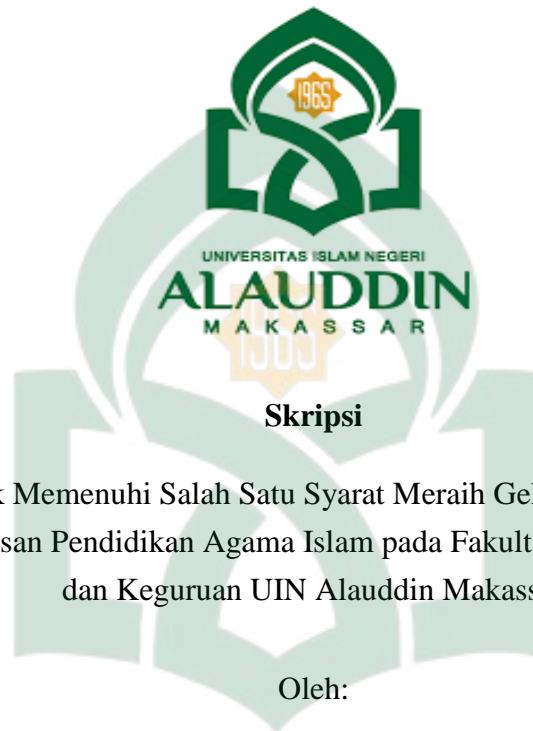 1965
UNIVERSITAS ISLAM NEGERI
ALAUDDIN
MAKASSAR
1965
Skripsi
Memenuhi Salah Satu Syarat Meraih
Pendidikan Agama Islam pada
dan Keguruan UIN Alauddin
Oleh: